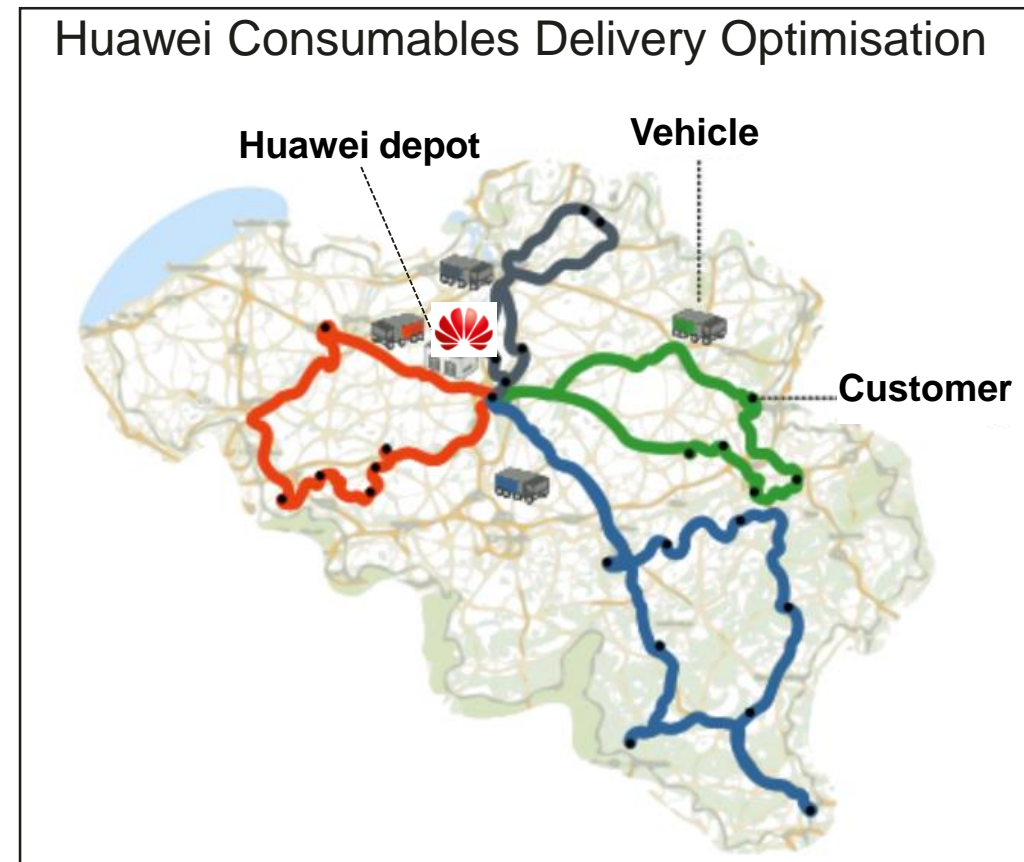 Huawei Consumables Delivery Optimisation
Vehicle
Huawei depot
Customer